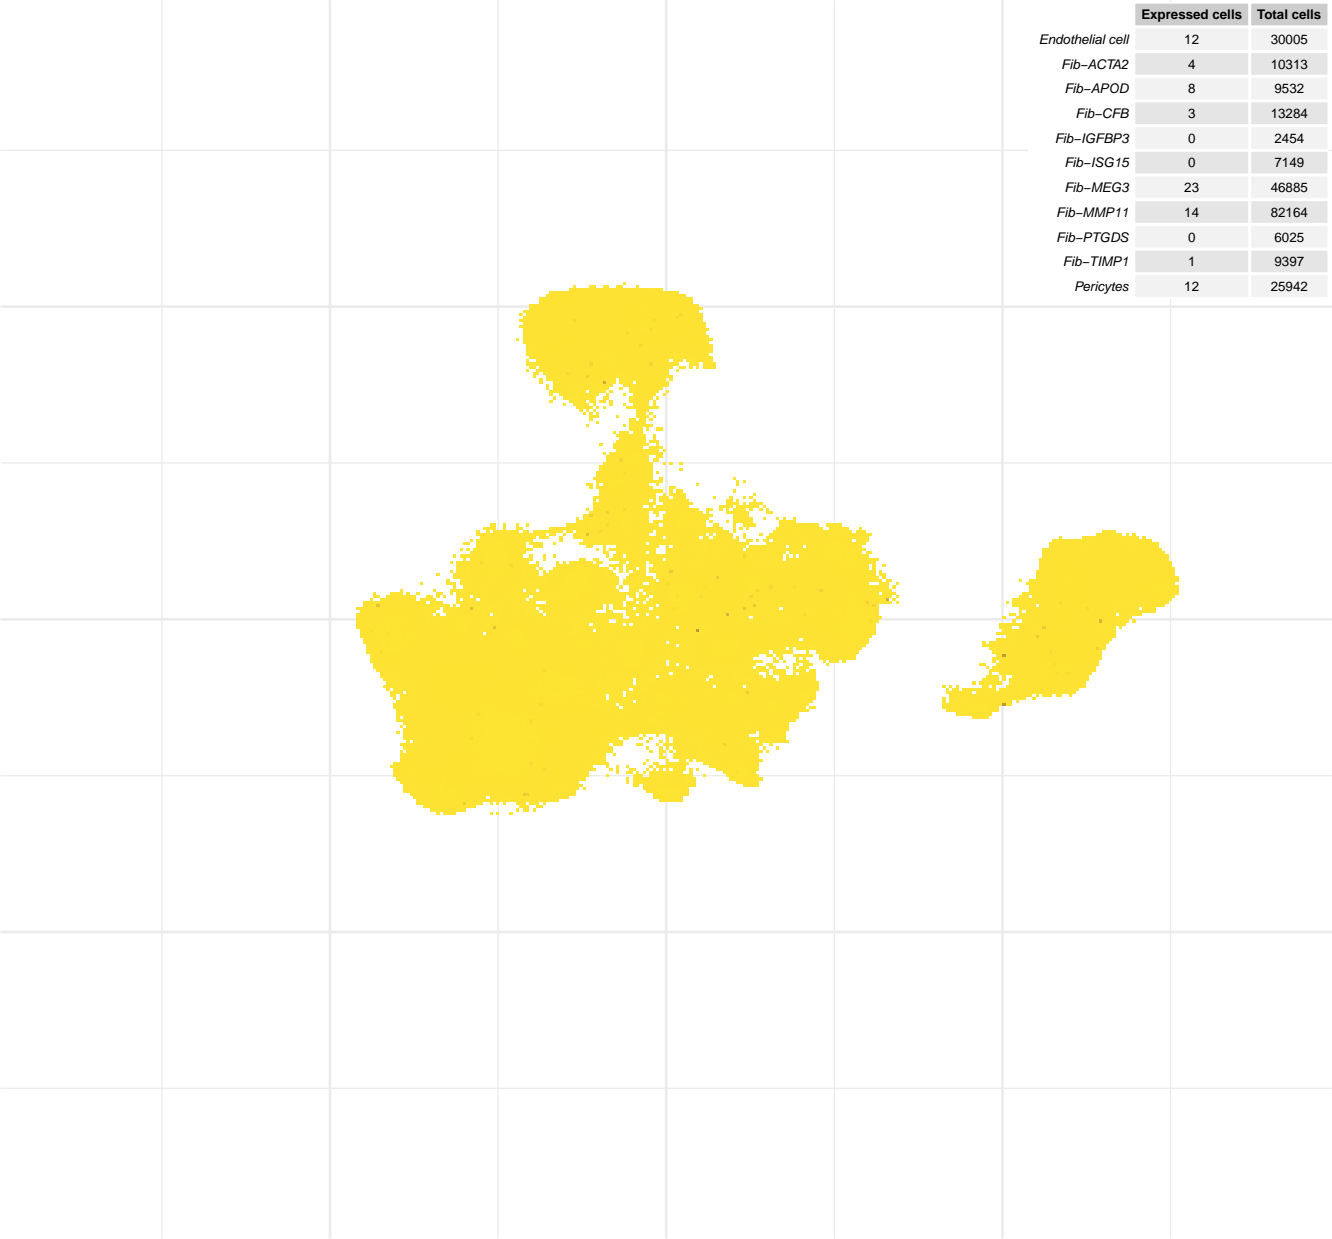 Expressed cells Total cells
Endothelial cell 12 30005
Fib−ACTA2 4 10313
Fib−APOD 8 9532
Fib−CFB 3 13284
Fib−IGFBP3 0 2454
Fib−ISG15 0 7149
Fib−MEG3 23 46885
Fib−MMP11 14 82164
Fib−PTGDS 0 6025
Fib−TIMP1 1 9397
Pericytes 12 25942